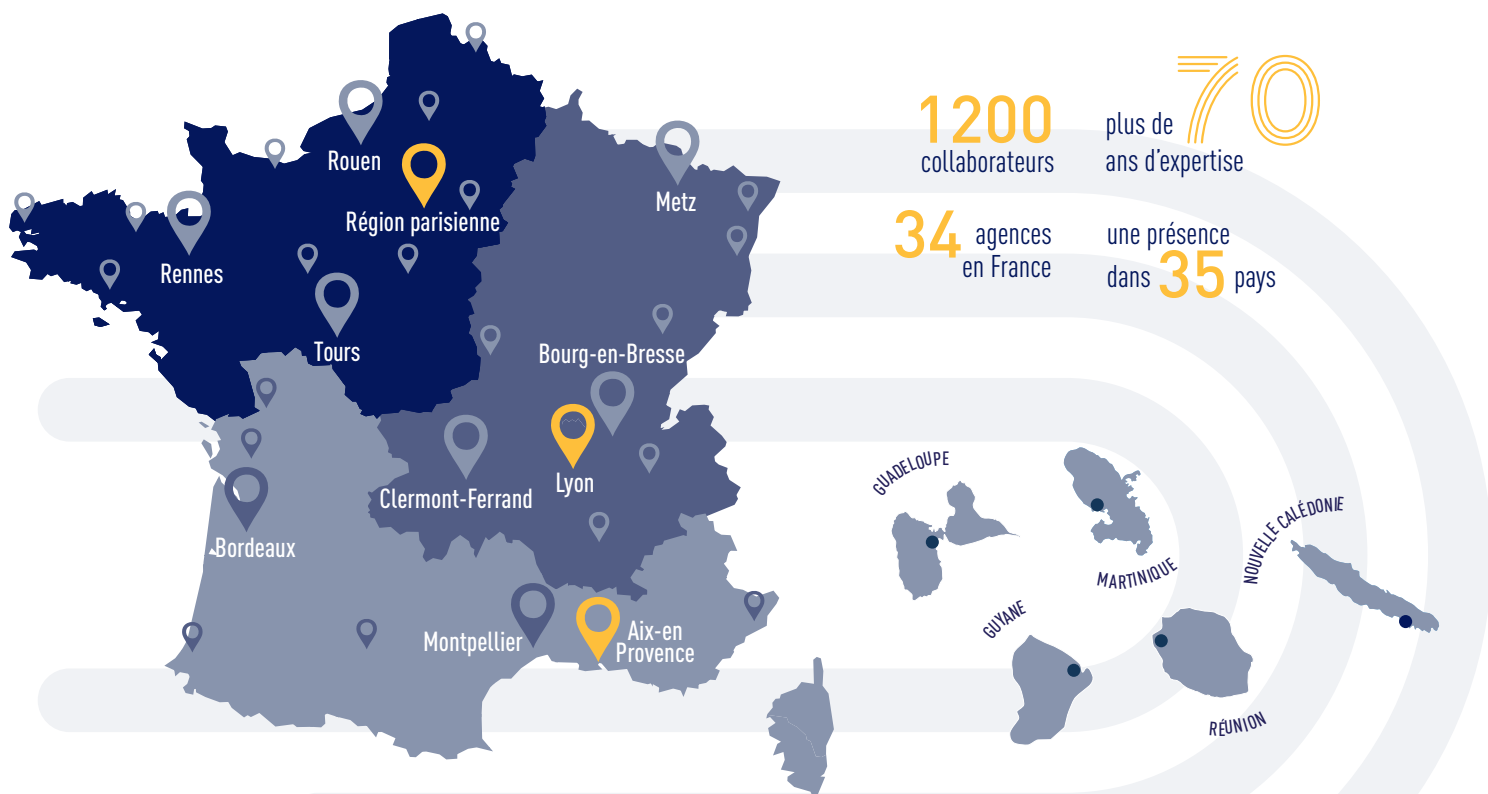 1200
collaborateurs
plus de 70
ans d'expertise
34 agences
en France
une présence
dans 35 pays
Rouen
Région parisienne
Metz
Rennes
Tours
Bourg-en-Bresse
Clermont-Ferrand
Lyon
Bordeaux
Montpellier
Aix-en
Provence
GUADELOUPE
MARTINIQUE
NOUVELLE CALÉDONIE
GUYANE
RÉUNION